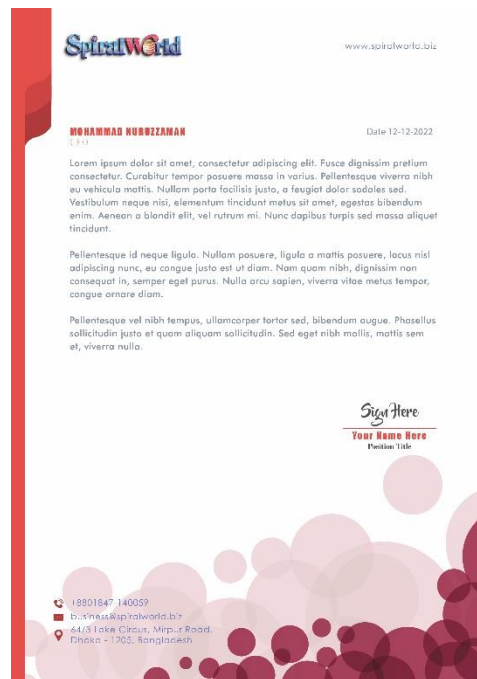 SpiralWorld
www.spiralworld.biz
MOHAMMAD NURUZZAMAN
CEO
Date 12-12-2022
Lorem ipsum dolor sit amet, consectetur adipiscing elit. Fusce dignissim pretium
consectetur. Curabitur tempor posuere massa in varius. Pellentesque viverra nibh
eu vehicula mattis. Nullam porta facilisis justo, a feugiat dolor sodales sed.
Vestibulum neque nisi, elementum tincidunt metus sit amet, egestas bibendum
enim. Aenean a blandit elit, vel rutrum mi. Nunc dapibus turpis sed massa aliquet
tincidunt.
Pellentesque id neque ligula. Nullam posuere, ligula a mattis posuere, lacus nisl
adipiscing nunc, eu congue justo est ut diam. Nam quam nibh, dignissim non
consequat in, semper eget purus. Nulla arcu sapien, viverra vitae metus tempor,
congue ornare diam.
Pellentesque vel nibh tempus, ullamcorper tortor sed, bibendum augue. Phasellus
sollicitudin justo et quam aliquam sollicitudin. Sed eget nibh mollis, mattis sem
et, viverra nulla.
Sign Here
Your Name Here
Position Title
+8801847 140059
business@spiralworld.biz
64/3 Lake Circus, Mirpur Road,
Dhaka - 1205, Bangladesh